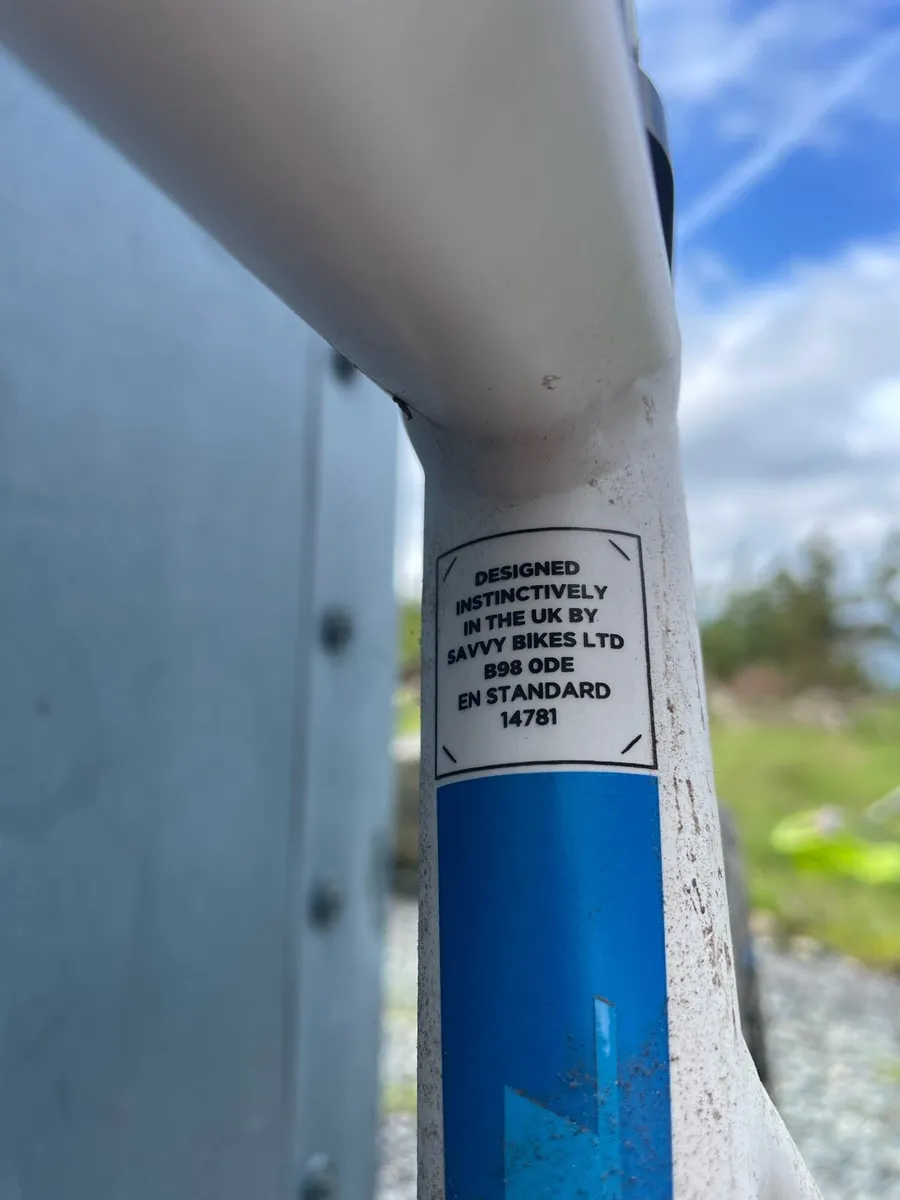 DESIGNED
INSTINCTIVELY
IN THE UK BY
SAVVY BIKES LTD
B98 0DE
EN STANDARD
14781